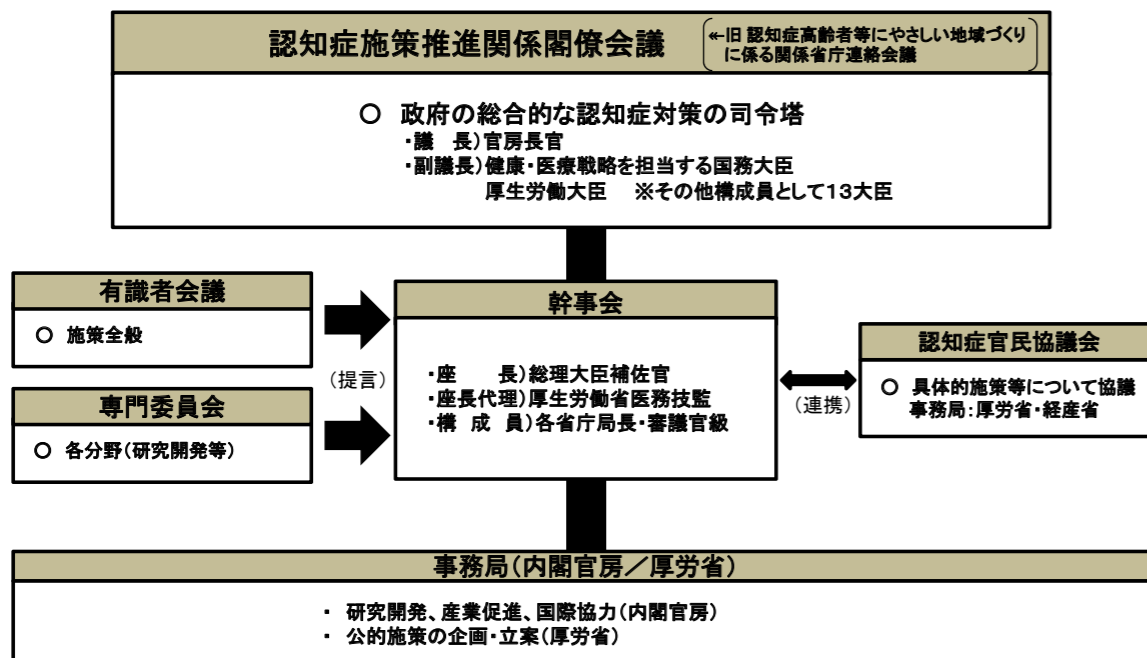 認知症施策推進関係閣僚会議
←旧 認知症高齢者等にやさしい地域づくり
に係る関係省庁連絡会議
○ 政府の総合的な認知症対策の司令塔
・議 長)官房長官
・副議長)健康・医療戦略を担当する国務大臣
厚生労働大臣 ※その他構成員として13大臣
有識者会議
○ 施策全般
(提言)
専門委員会
○ 各分野(研究開発等)
幹事会
・座 長)総理大臣補佐官
・座長代理)厚生労働省医務技監
・構 成 員)各省庁局長・審議官級
(連携)
認知症官民協議会
○ 具体的施策等について協議
事務局:厚労省・経産省
事務局(内閣官房/厚労省)
・ 研究開発、産業促進、国際協力(内閣官房)
・ 公的施策の企画・立案(厚労省)